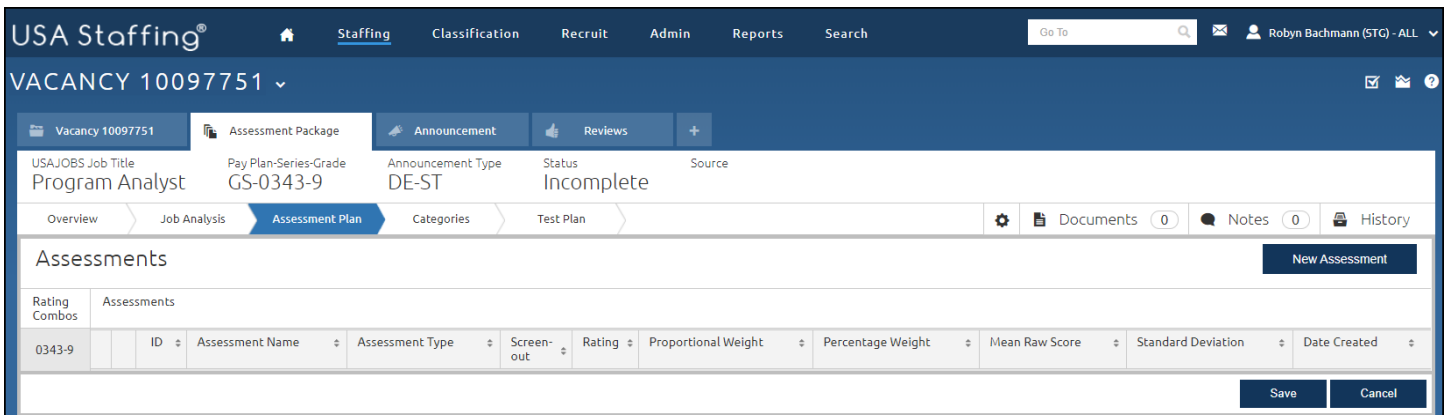 USA Staffing®
Staffing Classification Recruit Admin Reports Search
Go To
Robyn Bachmann (STG) - ALL
VACANCY 10097751
Vacancy 10097751 Assessment Package Announcement Reviews +
USAJOBS Job Title Pay Plan-Series-Grade Announcement Type Status Source
Program Analyst GS-0343-9 DE-ST Incomplete
Overview Job Analysis Assessment Plan Categories Test Plan Documents 0 Notes 0 History
Assessments
New Assessment
Rating
Combos
Assessments
0343-9
ID Assessment Name Assessment Type Screen-
out
Rating Proportional Weight Percentage Weight Mean Raw Score Standard Deviation Date Created
Save Cancel